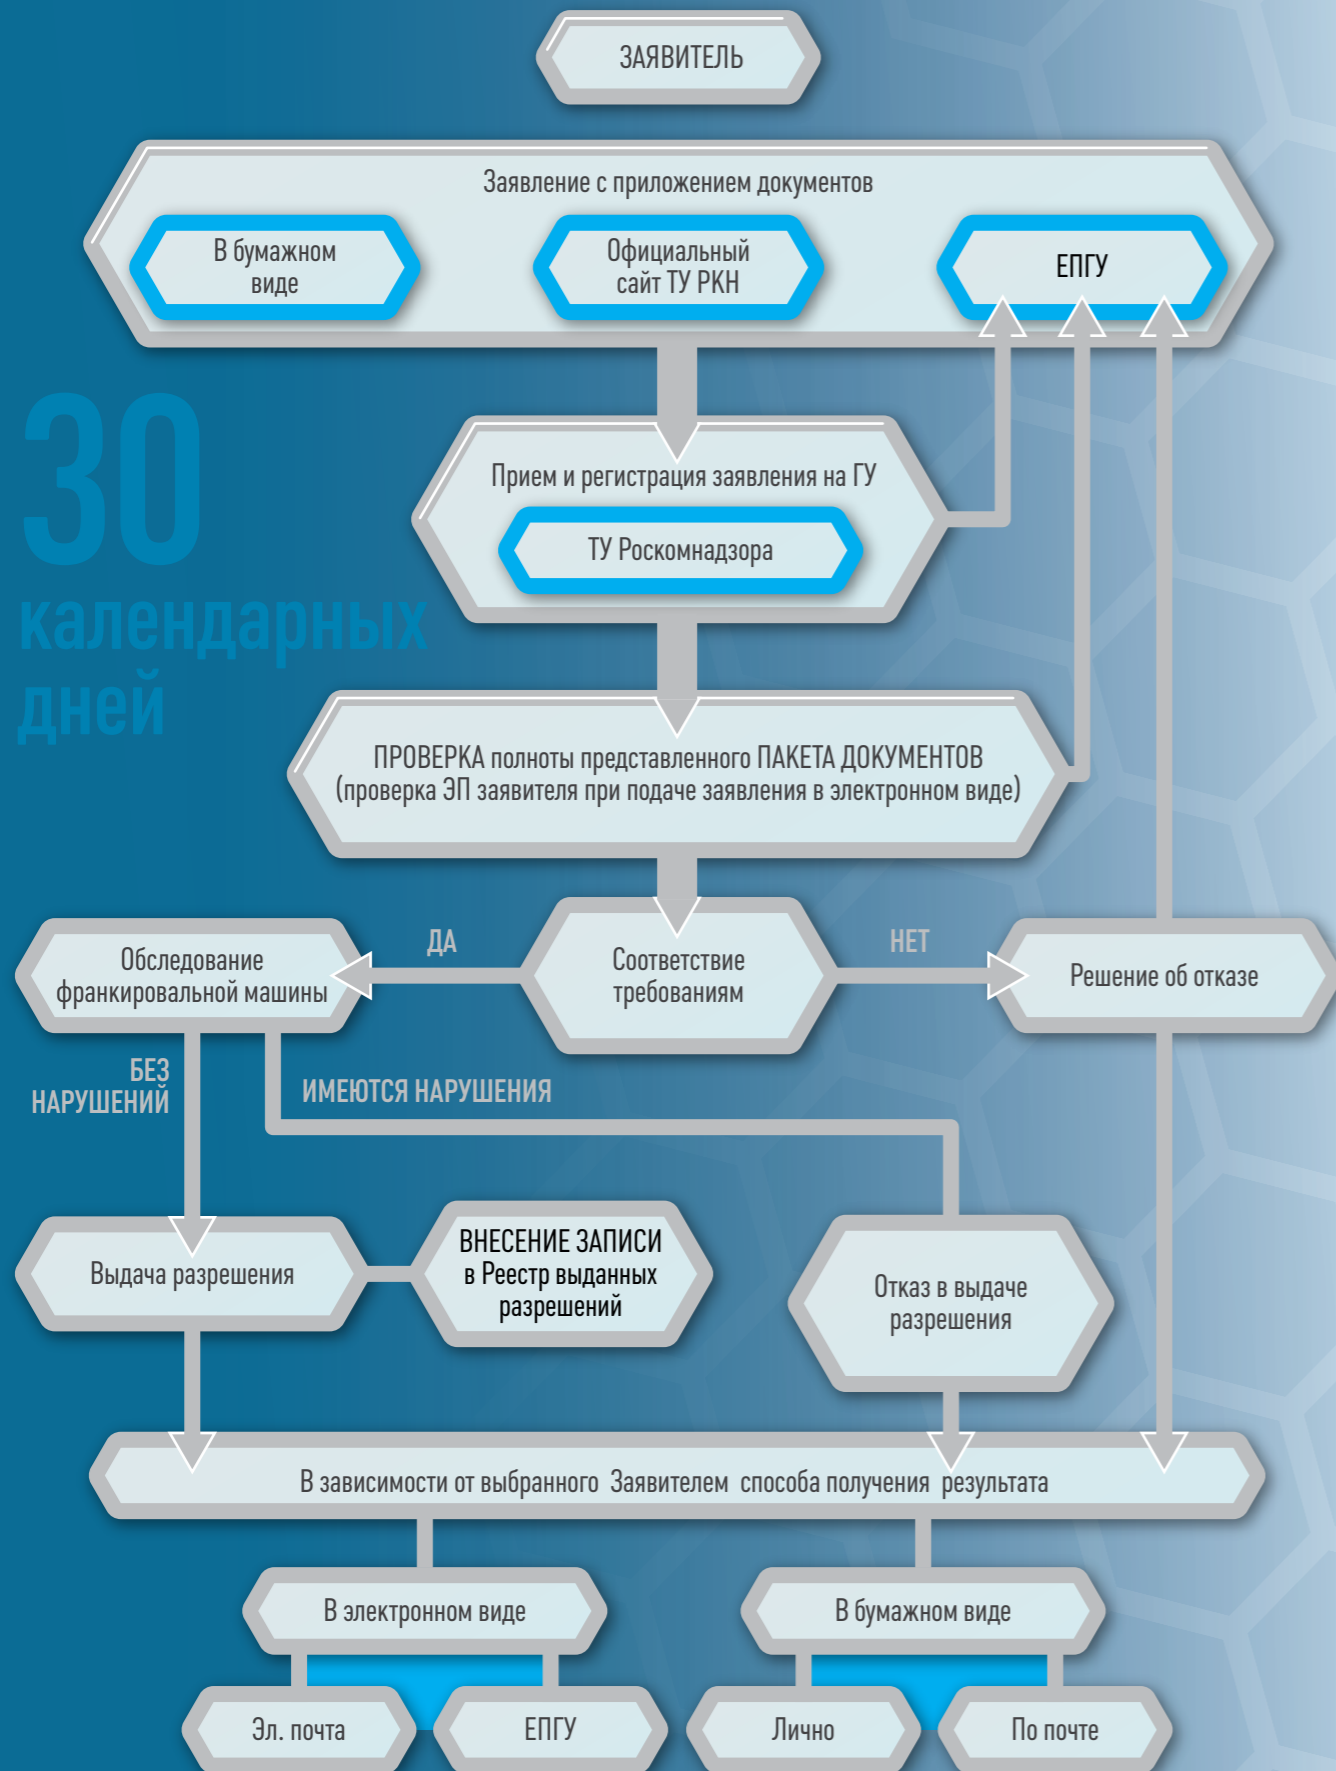 ЗАЯВИТЕЛЬ
Заявление с приложением документов
В бумажном
виде
Официальный
сайт ТУ РКН
ЕПГУ
30
календарных
дней
Прием и регистрация заявления на ГУ
ТУ Роскомнадзора
ПРОВЕРКА полноты представленного ПАКЕТА ДОКУМЕНТОВ
(проверка ЭП заявителя при подаче заявления в электронном виде)
Обследование
франкировальной машины
ДА
Соответствие
требованиям
НЕТ
Решение об отказе
БЕЗ
НАРУШЕНИЙ
ИМЕЮТСЯ НАРУШЕНИЯ
Выдача разрешения
ВНЕСЕНИЕ ЗАПИСИ
в Реестр выданных
разрешений
Отказ в выдаче
разрешения
В зависимости от выбранного Заявителем способа получения результата
В электронном виде
В бумажном виде
Эл. почта
ЕПГУ
Лично
По почте